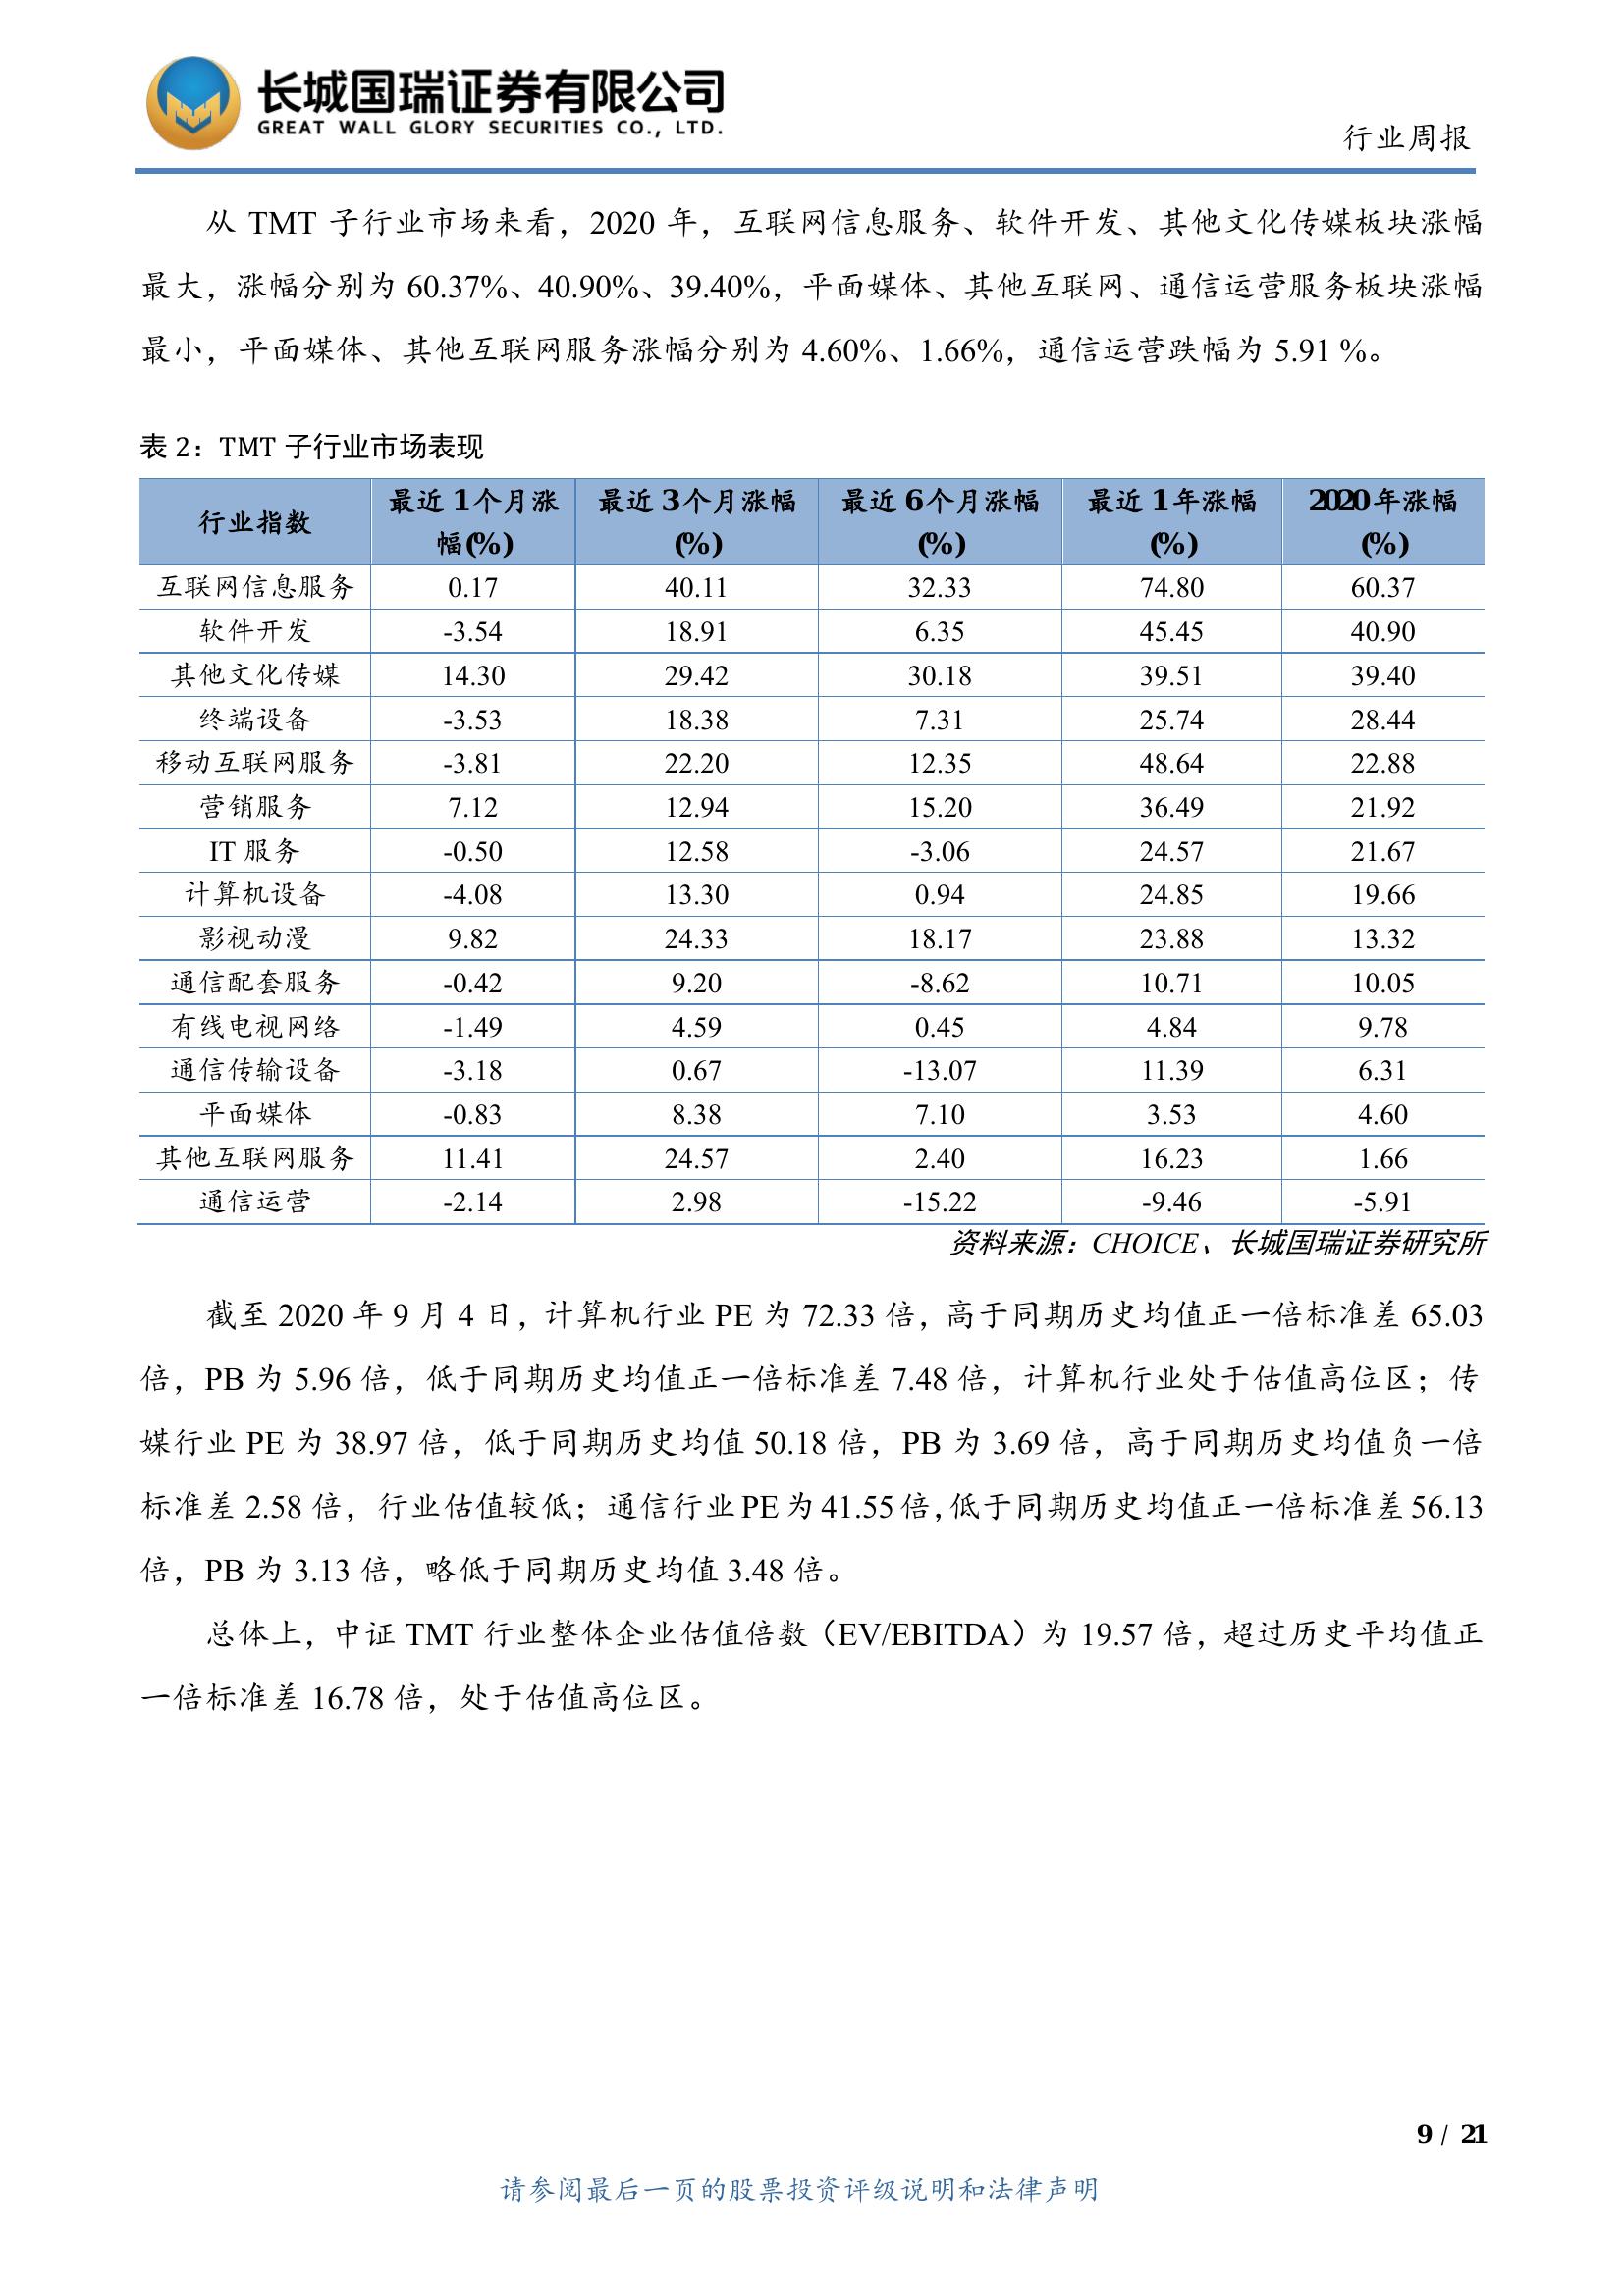 长城国瑞证券有限公司
GREAT WALL GLORY SECURITIES CO., LTD.
行业周报
从 TMT 子行业市场来看，2020 年，互联网信息服务、软件开发、其他文化传媒板块涨幅
最大，涨幅分别为 60.37%、40.90%、39.40%，平面媒体、其他互联网、通信运营服务板块涨幅
最小，平面媒体、其他互联网服务涨幅分别为 4.60%、1.66%，通信运营跌幅为 5.91 %。
表 2：TMT 子行业市场表现
行业指数 最近 1个月涨幅(%) 最近 3个月涨幅(%) 最近 6个月涨幅(%) 最近 1年涨幅(%) 2020年涨幅(%)
互联网信息服务 0.17 40.11 32.33 74.80 60.37
软件开发 -3.54 18.91 6.35 45.45 40.90
其他文化传媒 14.30 29.42 30.18 39.51 39.40
终端设备 -3.53 18.38 7.31 25.74 28.44
移动互联网服务 -3.81 22.20 12.35 48.64 22.88
营销服务 7.12 12.94 15.20 36.49 21.92
IT 服务 -0.50 12.58 -3.06 24.57 21.67
计算机设备 -4.08 13.30 0.94 24.85 19.66
影视动漫 9.82 24.33 18.17 23.88 13.32
通信配套服务 -0.42 9.20 -8.62 10.71 10.05
有线电视网络 -1.49 4.59 0.45 4.84 9.78
通信传输设备 -3.18 0.67 -13.07 11.39 6.31
平面媒体 -0.83 8.38 7.10 3.53 4.60
其他互联网服务 11.41 24.57 2.40 16.23 1.66
通信运营 -2.14 2.98 -15.22 -9.46 -5.91
资料来源：CHOICE、长城国瑞证券研究所
截至 2020 年 9 月 4 日，计算机行业 PE 为 72.33 倍，高于同期历史均值正一倍标准差 65.03
倍，PB 为 5.96 倍，低于同期历史均值正一倍标准差 7.48 倍，计算机行业处于估值高位区；传
媒行业 PE 为 38.97 倍，低于同期历史均值 50.18 倍，PB 为 3.69 倍，高于同期历史均值负一倍
标准差 2.58 倍，行业估值较低；通信行业 PE 为 41.55 倍，低于同期历史均值正一倍标准差 56.13
倍，PB 为 3.13 倍，略低于同期历史均值 3.48 倍。
总体上，中证 TMT 行业整体企业估值倍数（EV/EBITDA）为 19.57 倍，超过历史平均值正
一倍标准差 16.78 倍，处于估值高位区。
9 / 21
请参阅最后一页的股票投资评级说明和法律声明